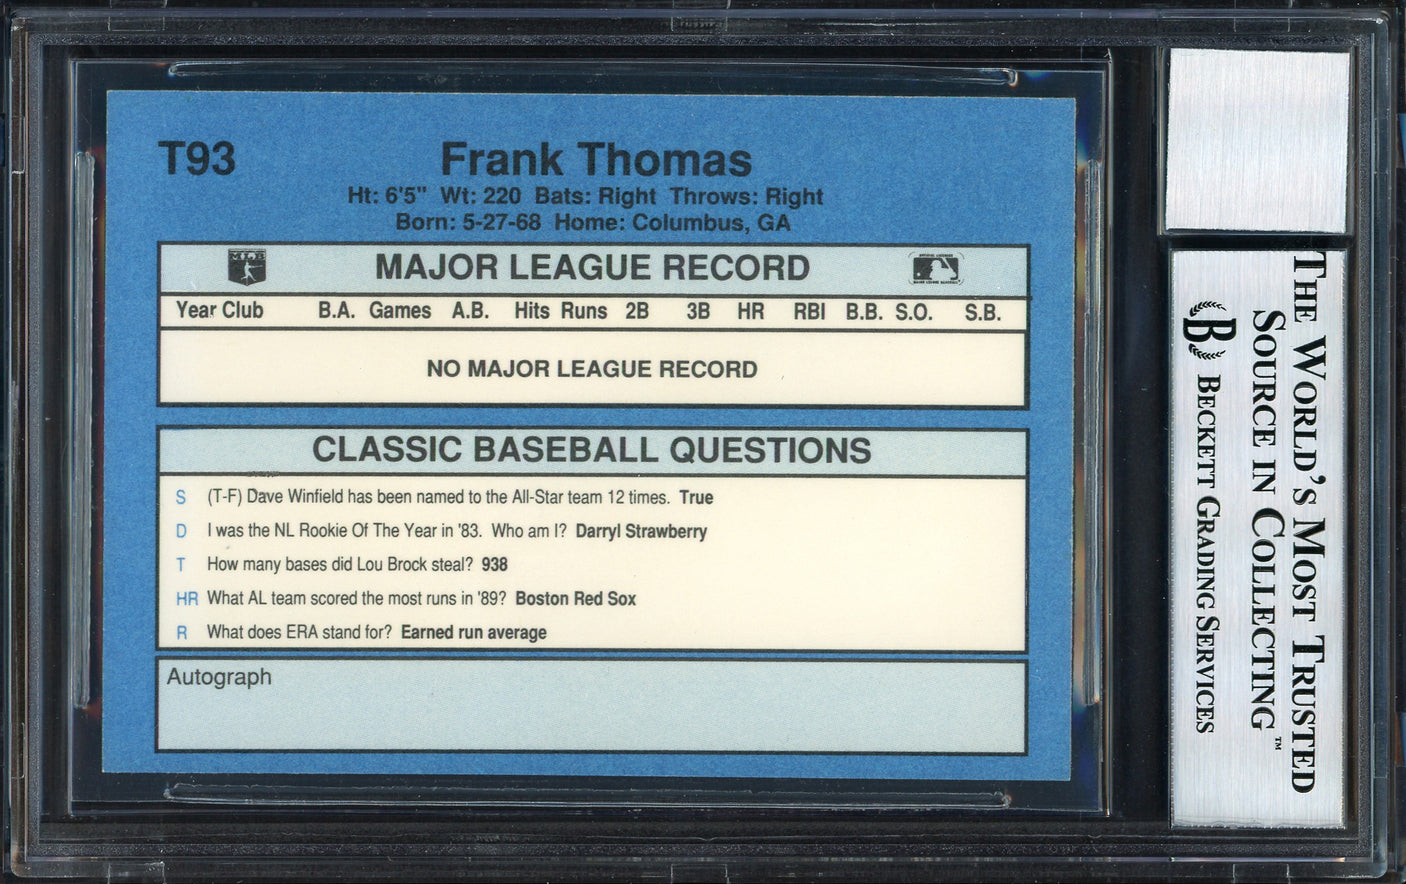 T93
Frank Thomas
Ht: 6'5" Wt: 220 Bats: Right Throws: Right
Born: 5-27-68 Home: Columbus, GA
MLB
MAJOR LEAGUE RECORD
Year Club B.A. Games A.B. Hits Runs 2B 3B HR RBI B.B. S.O. S.B.
NO MAJOR LEAGUE RECORD
CLASSIC BASEBALL QUESTIONS
S (T-F) Dave Winfield has been named to the All-Star team 12 times. True
D I was the NL Rookie Of The Year in '83. Who am I? Darryl Strawberry
T How many bases did Lou Brock steal? 938
HR What AL team scored the most runs in '89? Boston Red Sox
R What does ERA stand for? Earned run average
Autograph
THE WORLD'S MOST TRUSTED
SOURCE IN COLLECTING™
B BECKETT GRADING SERVICES